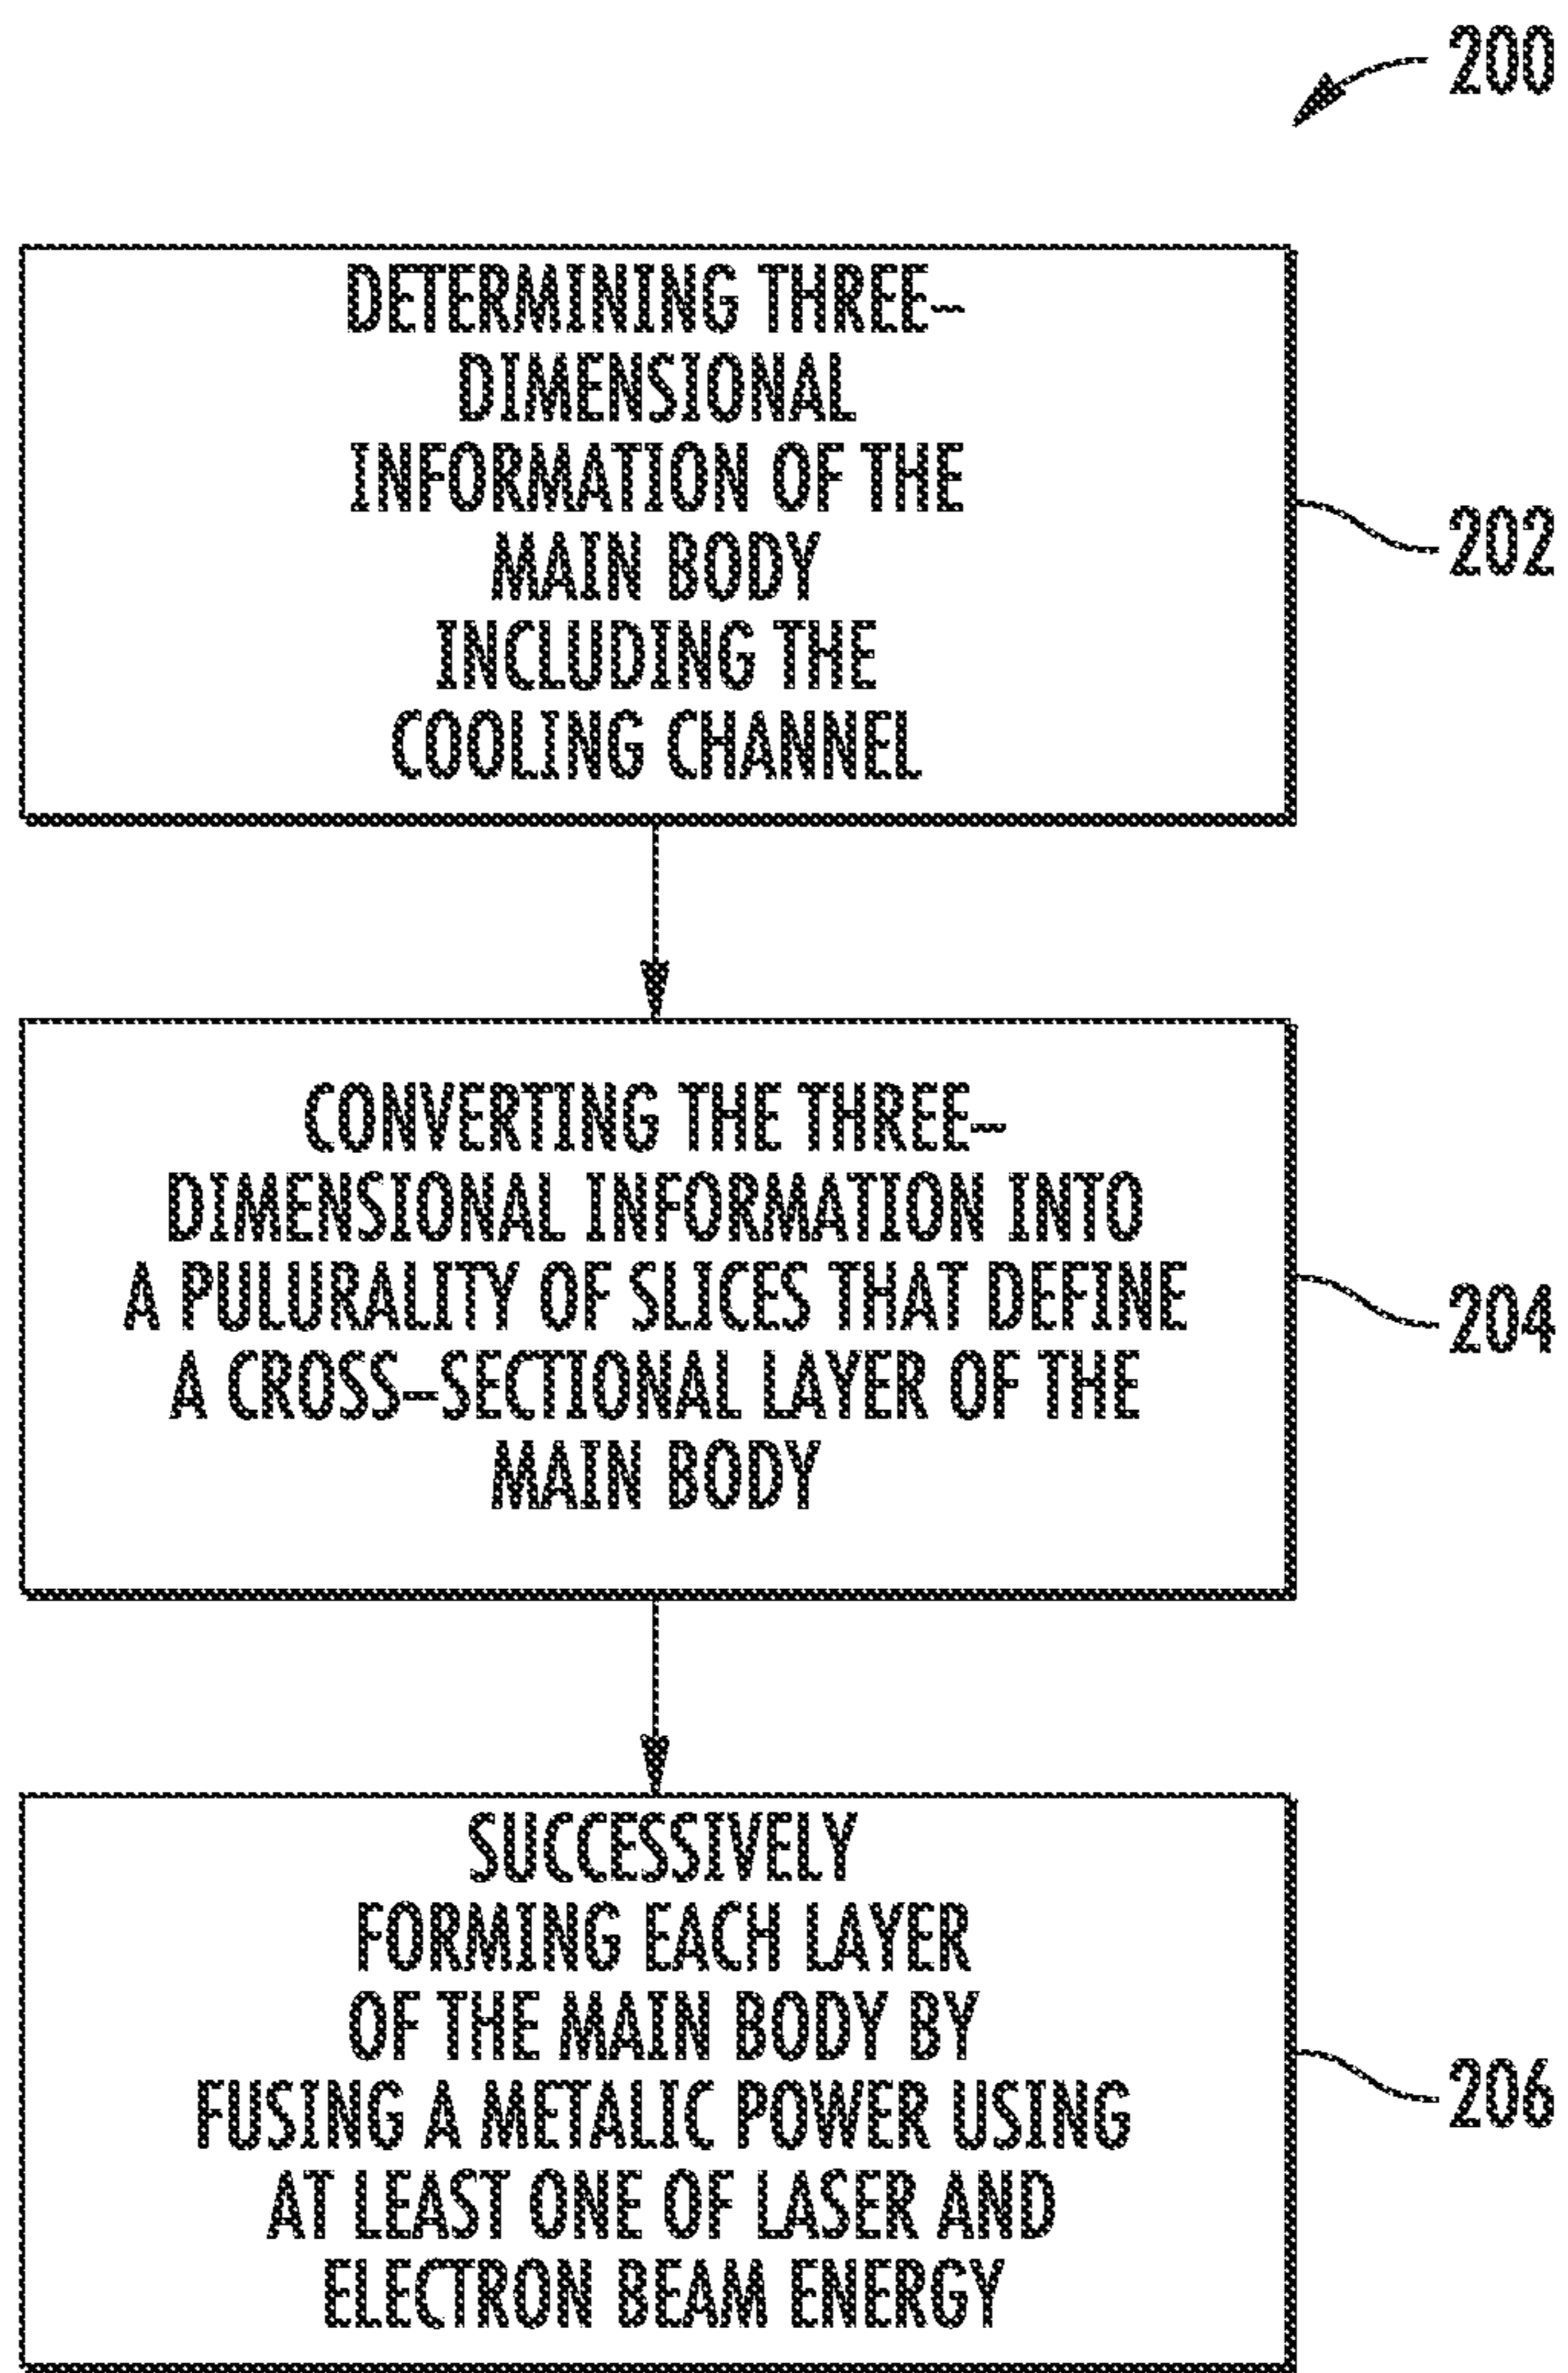 200
DETERMINING THREE-
DIMENSIONAL
INFORMATION OF THE
MAIN BODY
INCLUDING THE
COOLING CHANNEL
202
CONVERTING THE THREE-
DIMENSIONAL INFORMATION INTO
A PULURALITY OF SLICES THAT DEFINE
A CROSS-SECTIONAL LAYER OF THE
MAIN BODY
204
SUCCESSIVELY
FORMING EACH LAYER
OF THE MAIN BODY BY
FUSING A METALIC POWER USING
AT LEAST ONE OF LASER AND
ELECTRON BEAM ENERGY
206